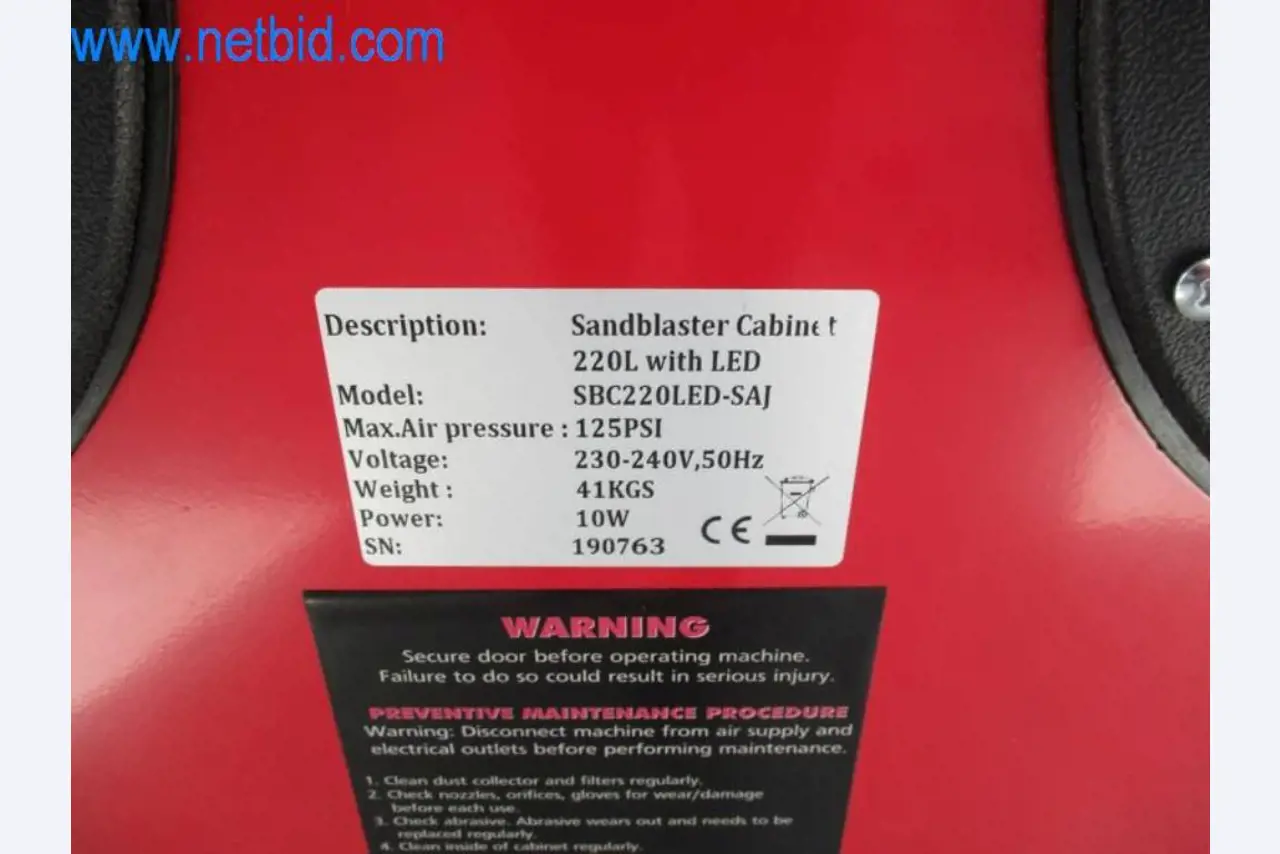 www.netbid.com
Description: Sandblaster Cabinet
220L with LED
Model: SBC220LED-SAJ
Max.Air pressure : 125PSI
Voltage: 230-240V,50Hz
Weight : 41KGS
Power: 10W
SN: 190763
CE
WARNING
Secure door before operating machine.
Failure to do so could result in serious injury.
PREVENTIVE MAINTENANCE PROCEDURE
Warning: Disconnect machine from air supply and
electrical outlets before performing maintenance.
1. Clean dust collector and filters regularly.
2. Check nozzles, orifices, gloves for wear/damage
before each use.
3. Check abrasive. Abrasive wears out and needs to be
replaced regularly.
4. Clean inside of cabinet regularly.